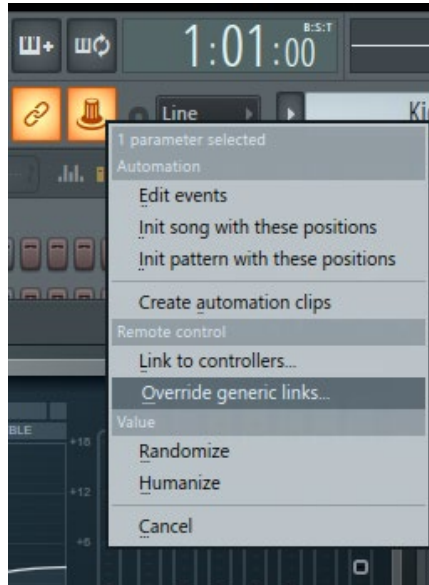 B:S:T
1:01:00
Line
1 parameter selected
Automation
Edit events
Init song with these positions
Init pattern with these positions
Create automation clips
Remote control
Link to controllers...
Override generic links...
Value
Randomize
Humanize
Cancel
+18
+12
+6